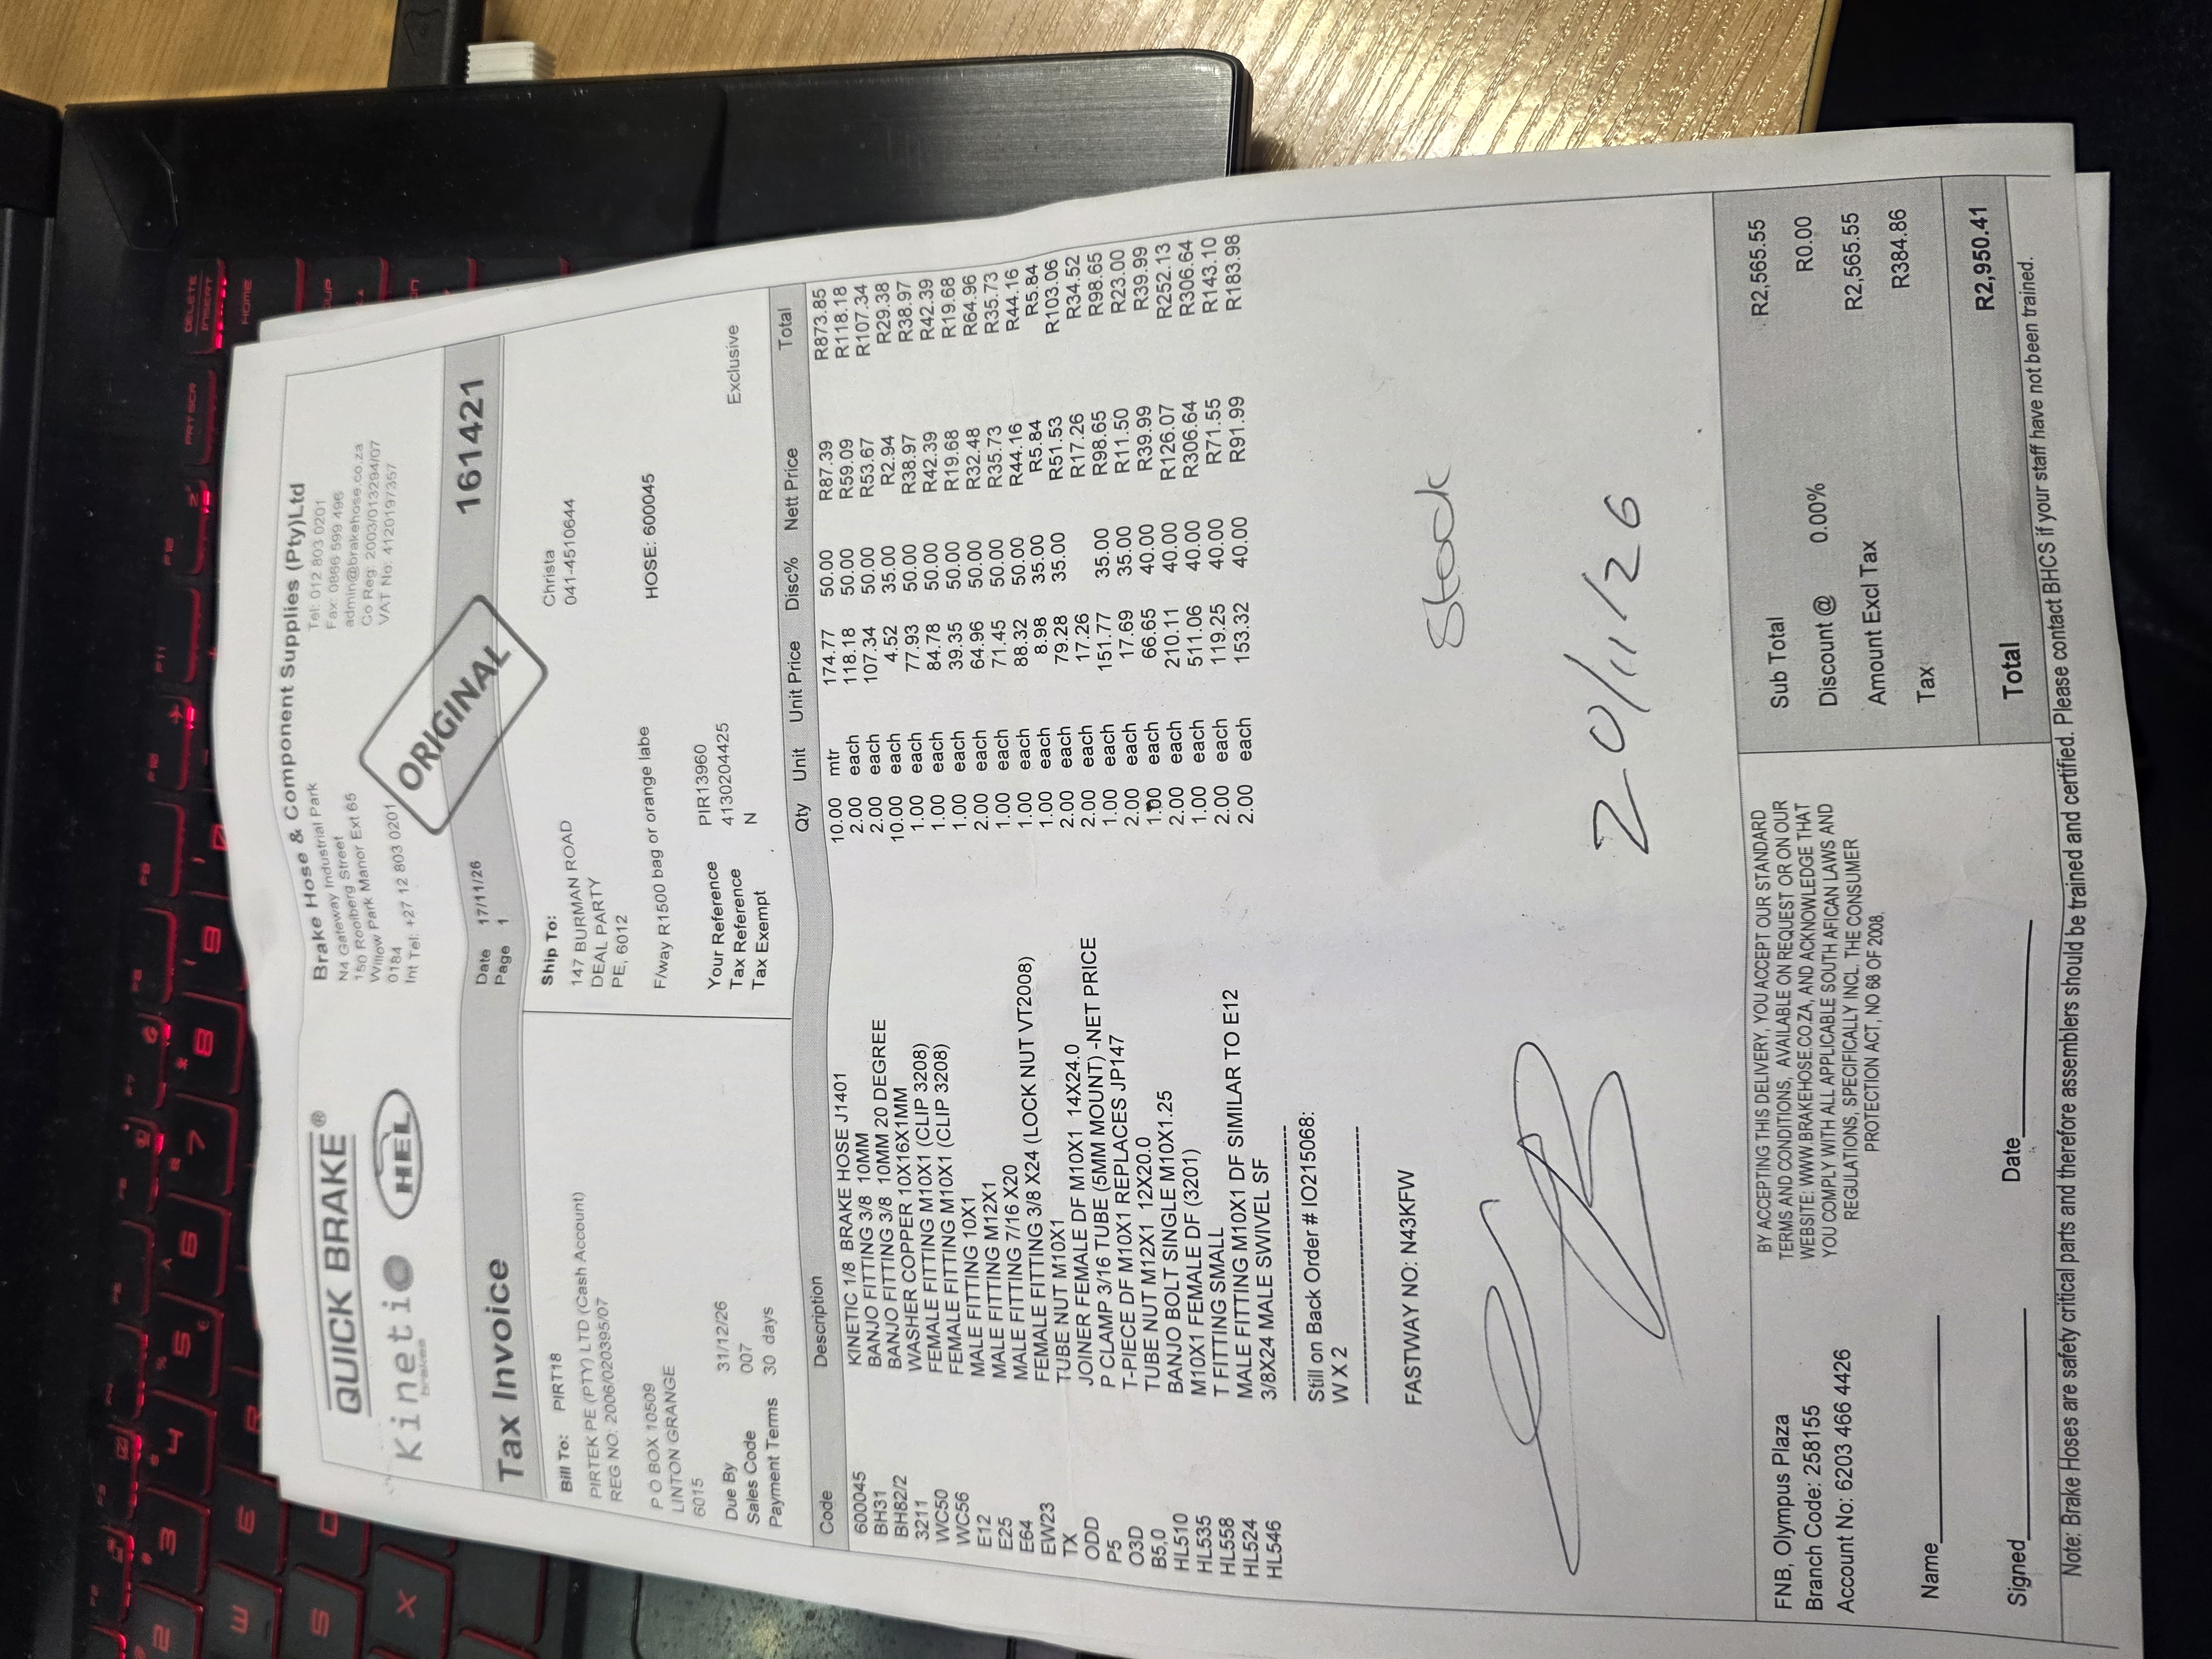 QUICK BRAKE®
Kinetic
brakes
HEL
Brake Hose & Component Supplies (Pty)Ltd
N4 Gateway Industrial Park
150 Rooiberg Street
Willow Park Manor Ext 65
0184
Int Tel: +27 12 803 0201
Tel: 012 803 0201
Fax: 0866 599 496
admin@brakehose.co.za
Co Reg: 2003/013294/07
VAT No: 4120197357
ORIGINAL
Tax Invoice
Date 17/11/26
Page 1
161421
Bill To: PIRT18
PIRTEK PE (PTY) LTD (Cash Account)
REG NO: 2006/020395/07
P O BOX 10509
LINTON GRANGE
6015
Due By 31/12/26
Sales Code 007
Payment Terms 30 days
Ship To:
147 BURMAN ROAD
DEAL PARTY
PE, 6012
Christa
041-4510644
F/way R1500 bag or orange labe
HOSE: 600045
Your Reference PIR13960
Tax Reference 4130204425
Tax Exempt N
Exclusive
Code Description Qty Unit Unit Price Disc% Nett Price Total
600045 KINETIC 1/8 BRAKE HOSE J1401 10.00 mtr 174.77 50.00 R87.39 R873.85
BH31 BANJO FITTING 3/8 10MM 2.00 each 118.18 50.00 R59.09 R118.18
BH82/2 BANJO FITTING 3/8 10MM 20 DEGREE 2.00 each 107.34 50.00 R53.67 R107.34
3211 WASHER COPPER 10X16X1MM 10.00 each 4.52 35.00 R2.94 R29.38
WC50 FEMALE FITTING M10X1 (CLIP 3208) 1.00 each 77.93 50.00 R38.97 R38.97
WC56 FEMALE FITTING M10X1 (CLIP 3208) 1.00 each 84.78 50.00 R42.39 R42.39
E12 MALE FITTING 10X1 1.00 each 39.35 50.00 R19.68 R19.68
E25 MALE FITTING M12X1 2.00 each 64.96 50.00 R32.48 R64.96
E64 MALE FITTING 7/16 X20 1.00 each 71.45 50.00 R35.73 R35.73
EW23 FEMALE FITTING 3/8 X24 (LOCK NUT VT2008) 1.00 each 88.32 50.00 R44.16 R44.16
TX TUBE NUT M10X1 1.00 each 8.98 35.00 R5.84 R5.84
ODD JOINER FEMALE DF M10X1 14X24.0 2.00 each 79.28 35.00 R51.53 R103.06
P5 P CLAMP 3/16 TUBE (5MM MOUNT) -NET PRICE 2.00 each 17.26 R17.26 R34.52
O3D T-PIECE DF M10X1 REPLACES JP147 1.00 each 151.77 35.00 R98.65 R98.65
B5,0 TUBE NUT M12X1 12X20.0 2.00 each 17.69 35.00 R11.50 R23.00
HL510 BANJO BOLT SINGLE M10X1.25 1.00 each 66.65 40.00 R39.99 R39.99
HL535 M10X1 FEMALE DF (3201) 2.00 each 210.11 40.00 R126.07 R252.13
HL558 T FITTING SMALL 1.00 each 511.06 40.00 R306.64 R306.64
HL524 MALE FITTING M10X1 DF SIMILAR TO E12 2.00 each 119.25 40.00 R71.55 R143.10
HL546 3/8X24 MALE SWIVEL SF 2.00 each 153.32 40.00 R91.99 R183.98
Still on Back Order # IO215068:
W X 2
FASTWAY NO: N43KFW
Stock
20/11/26
FNB, Olympus Plaza
Branch Code: 258155
Account No: 6203 466 4426
BY ACCEPTING THIS DELIVERY, YOU ACCEPT OUR STANDARD
TERMS AND CONDITIONS, AVAILABLE ON REQUEST OR ON OUR
WEBSITE: WWW.BRAKEHOSE.CO.ZA, AND ACKNOWLEDGE THAT
YOU COMPLY WITH ALL APPLICABLE SOUTH AFICAN LAWS AND
REGULATIONS, SPECIFICALLY INCL. THE CONSUMER
PROTECTION ACT, NO 68 OF 2008.
Name
Signed
Date
Sub Total R2,565.55
Discount @ 0.00% R0.00
Amount Excl Tax R2,565.55
Tax R384.86
Total R2,950.41
Note: Brake Hoses are safety critical parts and therefore assemblers should be trained and certified. Please contact BHCS if your staff have not been trained.